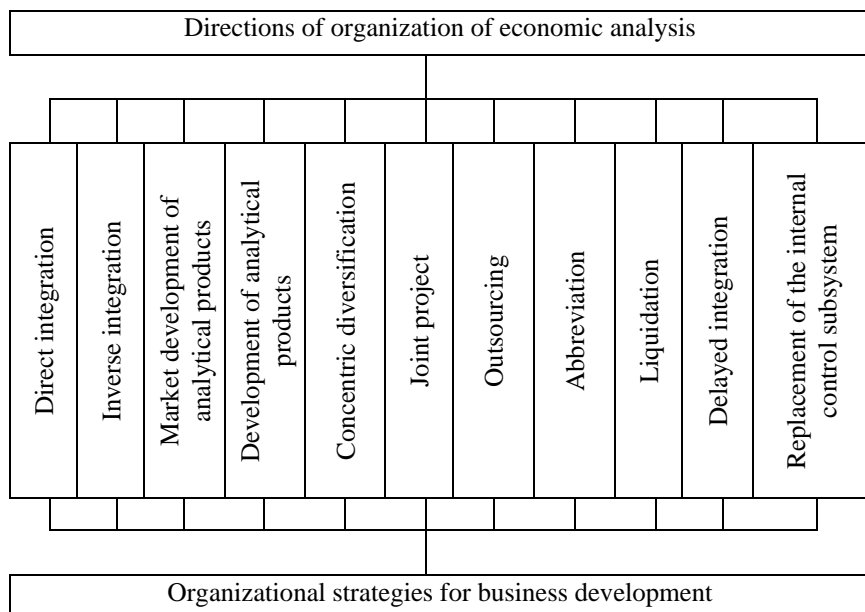 Directions of organization of economic analysis
Direct integration
Inverse integration
Market development of
analytical products
Development of analytical
products
Concentric diversification
Joint project
Outsourcing
Abbreviation
Liquidation
Delayed integration
Replacement of the internal
control subsystem
Organizational strategies for business development